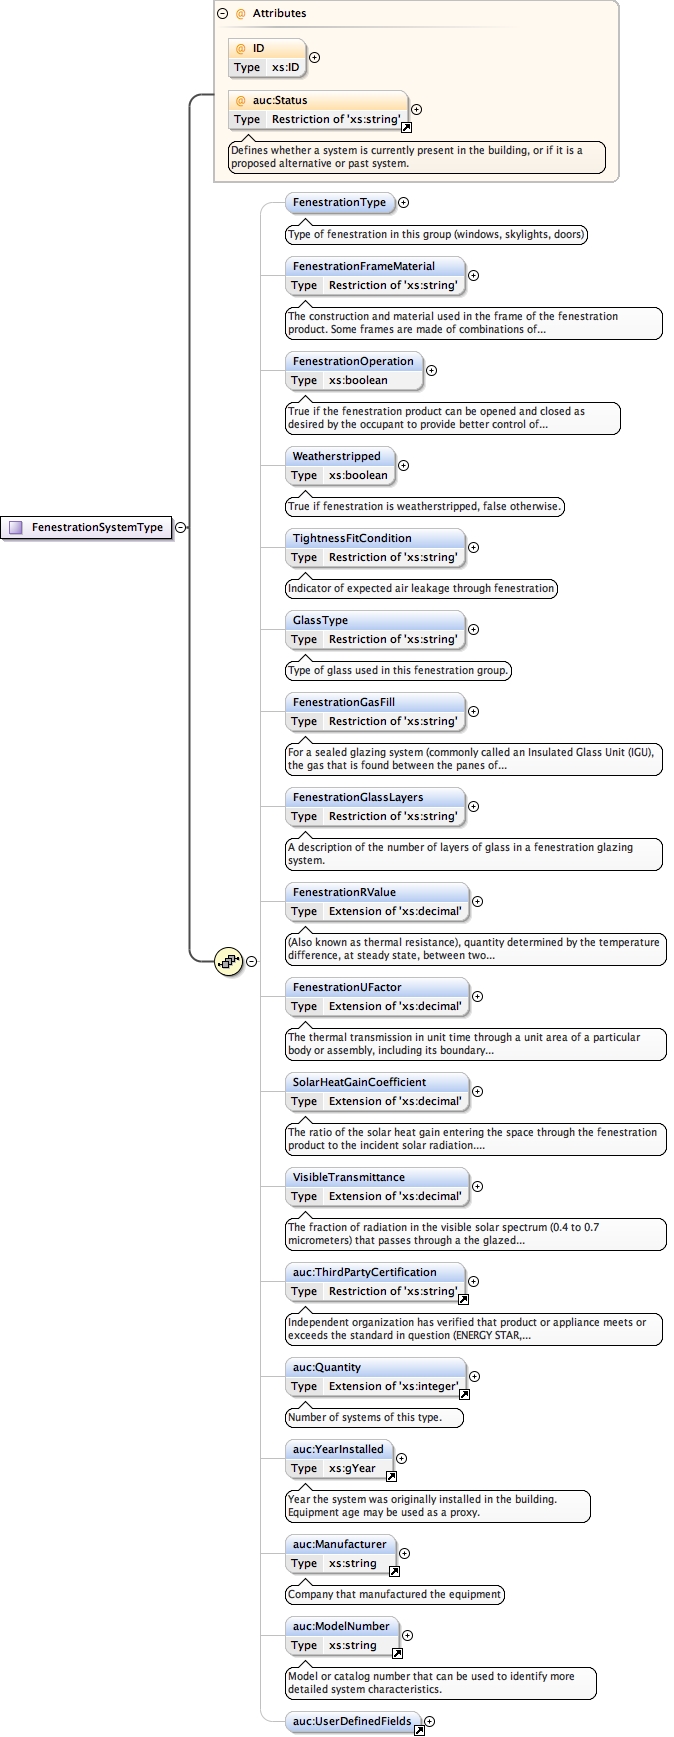 @ Attributes
@ ID
Type xs:ID
@ auc:Status
Type Restriction of 'xs:string'
Defines whether a system is currently present in the building, or if it is a
proposed alternative or past system.
FenestrationType
Type of fenestration in this group (windows, skylights, doors)
FenestrationFrameMaterial
Type Restriction of 'xs:string'
The construction and material used in the frame of the fenestration
product. Some frames are made of combinations of...
FenestrationOperation
Type xs:boolean
True if the fenestration product can be opened and closed as
desired by the occupant to provide better control of...
Weatherstripped
Type xs:boolean
True if fenestration is weatherstripped, false otherwise.
FenestrationSystemType
TightnessFitCondition
Type Restriction of 'xs:string'
Indicator of expected air leakage through fenestration
GlassType
Type Restriction of 'xs:string'
Type of glass used in this fenestration group.
FenestrationGasFill
Type Restriction of 'xs:string'
For a sealed glazing system (commonly called an Insulated Glass Unit (IGU),
the gas that is found between the panes of...
FenestrationGlassLayers
Type Restriction of 'xs:string'
A description of the number of layers of glass in a fenestration glazing
system.
FenestrationRValue
Type Extension of 'xs:decimal'
(Also known as thermal resistance), quantity determined by the temperature
difference, at steady state, between two...
FenestrationUFactor
Type Extension of 'xs:decimal'
The thermal transmission in unit time through a unit area of a particular
body or assembly, including its boundary...
SolarHeatGainCoefficient
Type Extension of 'xs:decimal'
The ratio of the solar heat gain entering the space through the fenestration
product to the incident solar radiation....
VisibleTransmittance
Type Extension of 'xs:decimal'
The fraction of radiation in the visible solar spectrum (0.4 to 0.7
micrometers) that passes through a the glazed...
auc:ThirdPartyCertification
Type Restriction of 'xs:string'
Independent organization has verified that product or appliance meets or
exceeds the standard in question (ENERGY STAR,...
auc:Quantity
Type Extension of 'xs:integer'
Number of systems of this type.
auc:YearInstalled
Type xs:gYear
Year the system was originally installed in the building.
Equipment age may be used as a proxy.
auc:Manufacturer
Type xs:string
Company that manufactured the equipment
auc:ModelNumber
Type xs:string
Model or catalog number that can be used to identify more
detailed system characteristics.
auc:UserDefinedFields